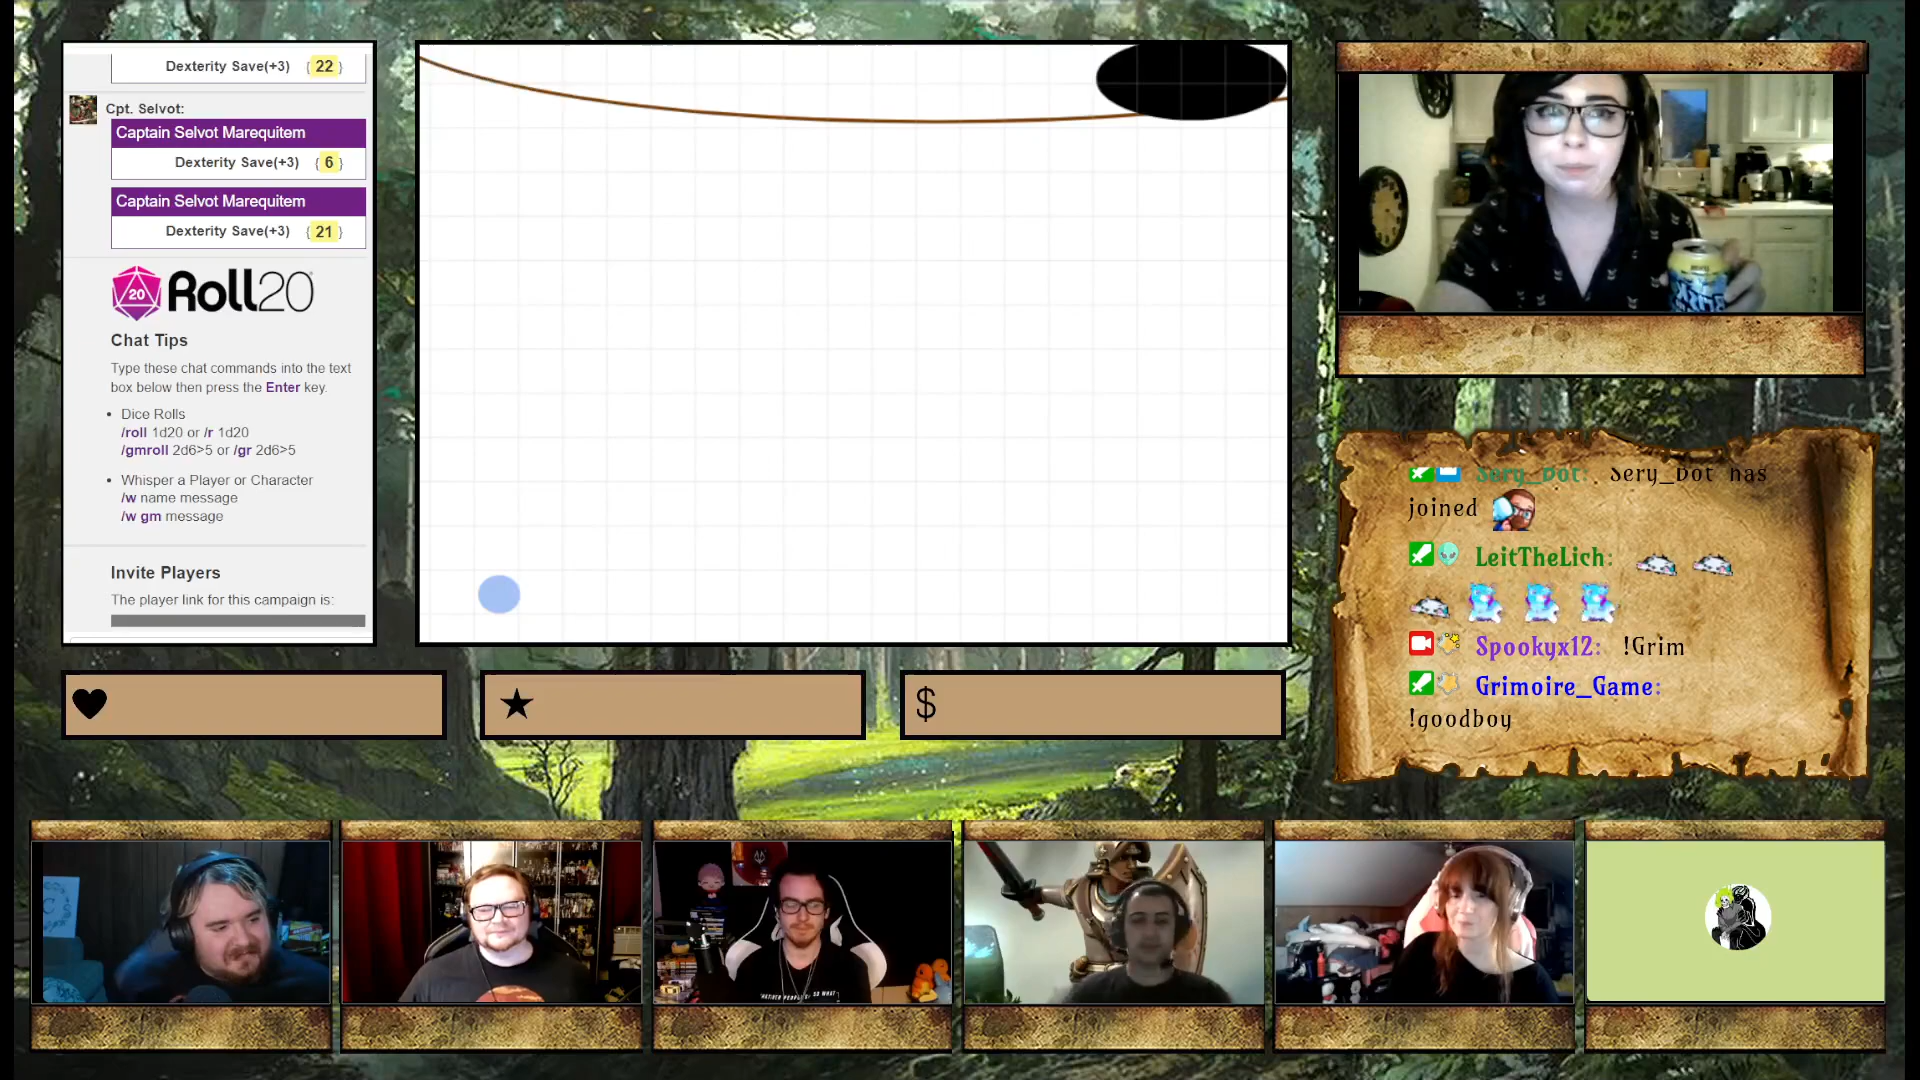 Dexterity Save(+3) 22
Cpt. Selvot:
Captain Selvot Marequitem
Dexterity Save(+3) 6
Captain Selvot Marequitem
Dexterity Save(+3) 21
20 Roll20
Chat Tips
Type these chat commands into the text
box below then press the Enter key.
• Dice Rolls
/roll 1d20 or /r 1d20
/gmroll 2d6>5 or /gr 2d6>5
• Whisper a Player or Character
/w name message
/w gm message
Invite Players
The player link for this campaign is:
$
Sery_Bot: Sery_Bot has
joined
LeitTheLich:
Spookyx12: !Grim
Grimoire_Game:
!goodboy